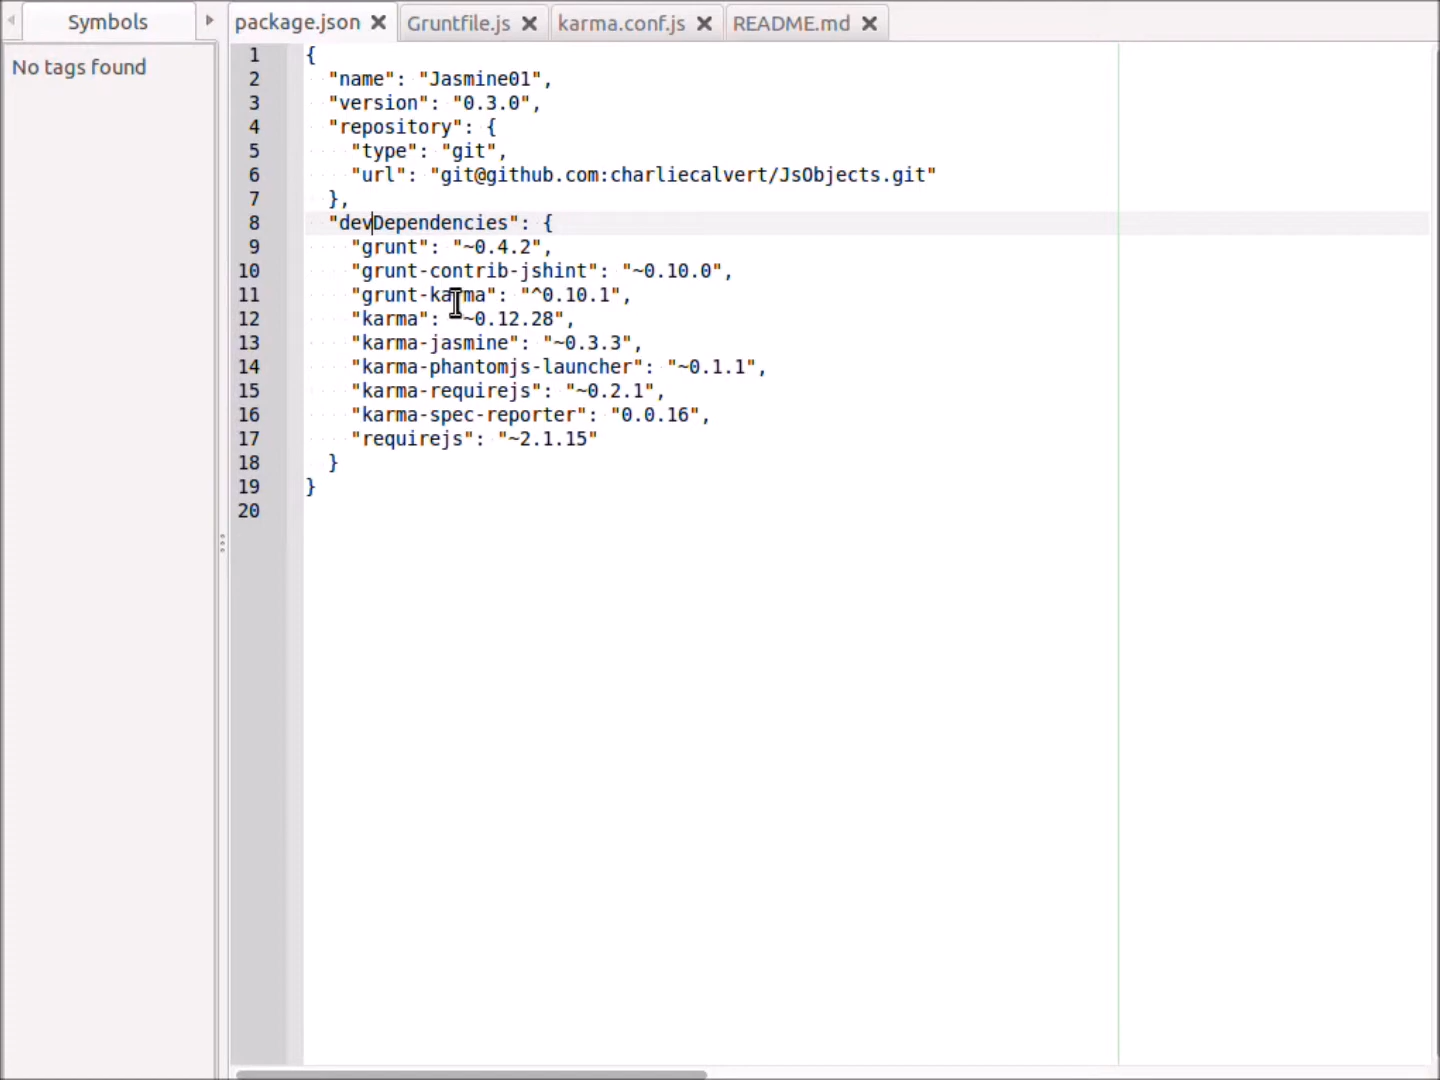 Symbols
package.json
Gruntfile.js
karma.conf.js
README.md
No tags found
1 {
2 "name": "Jasmine01",
3 "version": "0.3.0",
4 "repository": {
5 "type": "git",
6 "url": "git@github.com:charliecalvert/JsObjects.git"
7 },
8 "devDependencies": {
9 "grunt": "~0.4.2",
10 "grunt-contrib-jshint": "~0.10.0",
11 "grunt-karma": "^0.10.1",
12 "karma": "~0.12.28",
13 "karma-jasmine": "~0.3.3",
14 "karma-phantomjs-launcher": "~0.1.1",
15 "karma-requirejs": "~0.2.1",
16 "karma-spec-reporter": "0.0.16",
17 "requirejs": "~2.1.15"
18 }
19 }
20